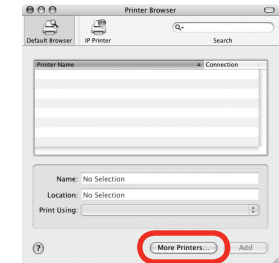 Printer Browser
Default Browser IP Printer Search
Printer Name Connection
Name: No Selection
Location: No Selection
Print Using:
? More Printers... Add